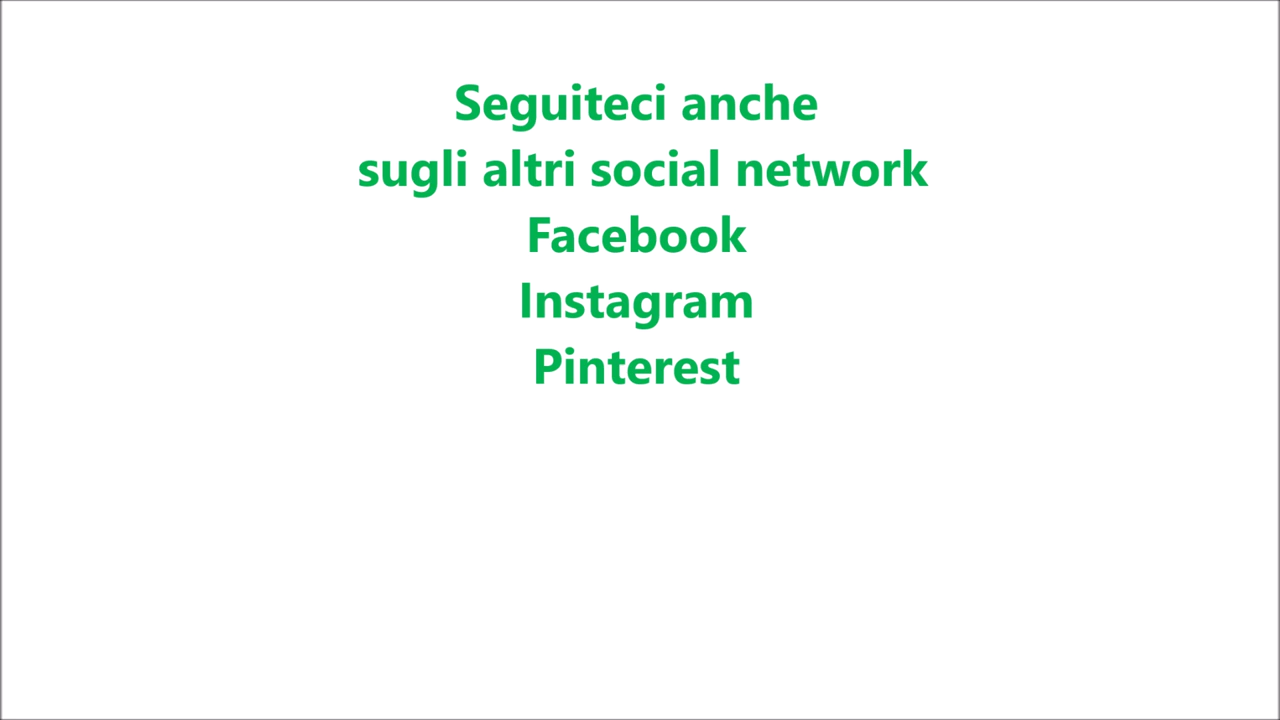 Seguiteci anche
sugli altri social network
Facebook
Instagram
Pinterest